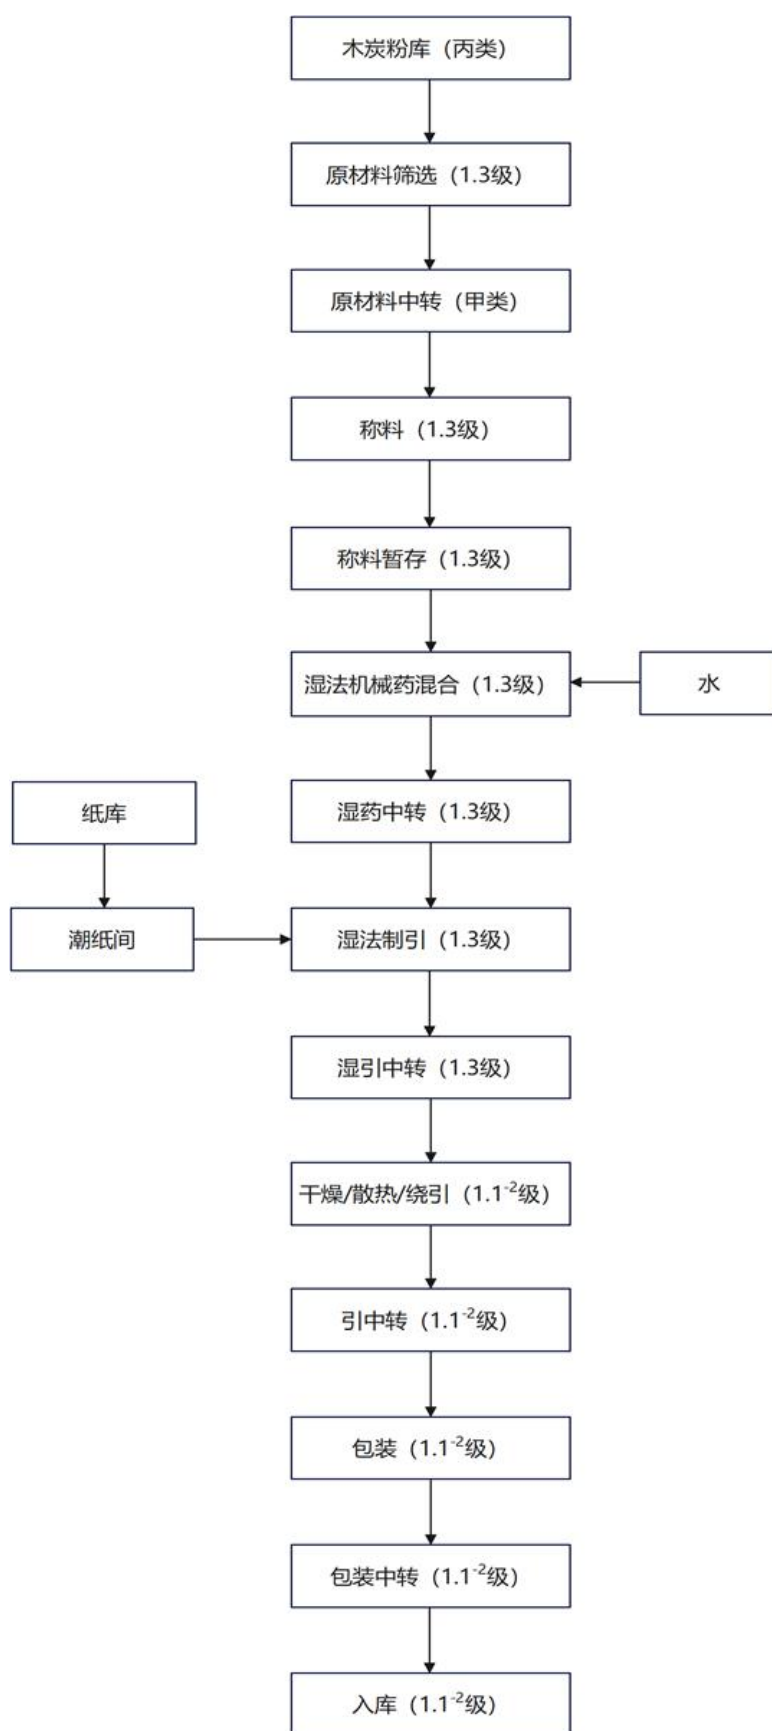 木炭粉库（丙类）
原材料筛选（1.3级）
原材料中转（甲类）
称料（1.3级）
称料暂存（1.3级）
湿法机械药混合（1.3级）
水
纸库
湿药中转（1.3级）
潮纸间
湿法制引（1.3级）
湿引中转（1.3级）
干燥/散热/绕引（1.1⁻²级）
引中转（1.1⁻²级）
包装（1.1⁻²级）
包装中转（1.1⁻²级）
入库（1.1⁻²级）